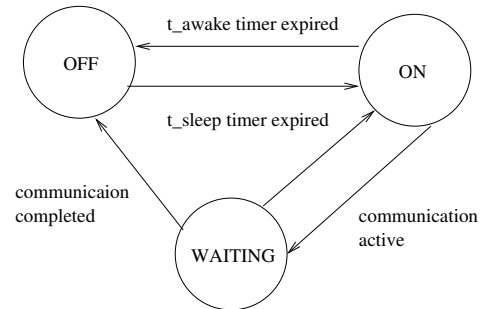 t_awake timer expired
OFF
ON
t_sleep timer expired
communicaion
completed
communication
active
WAITING